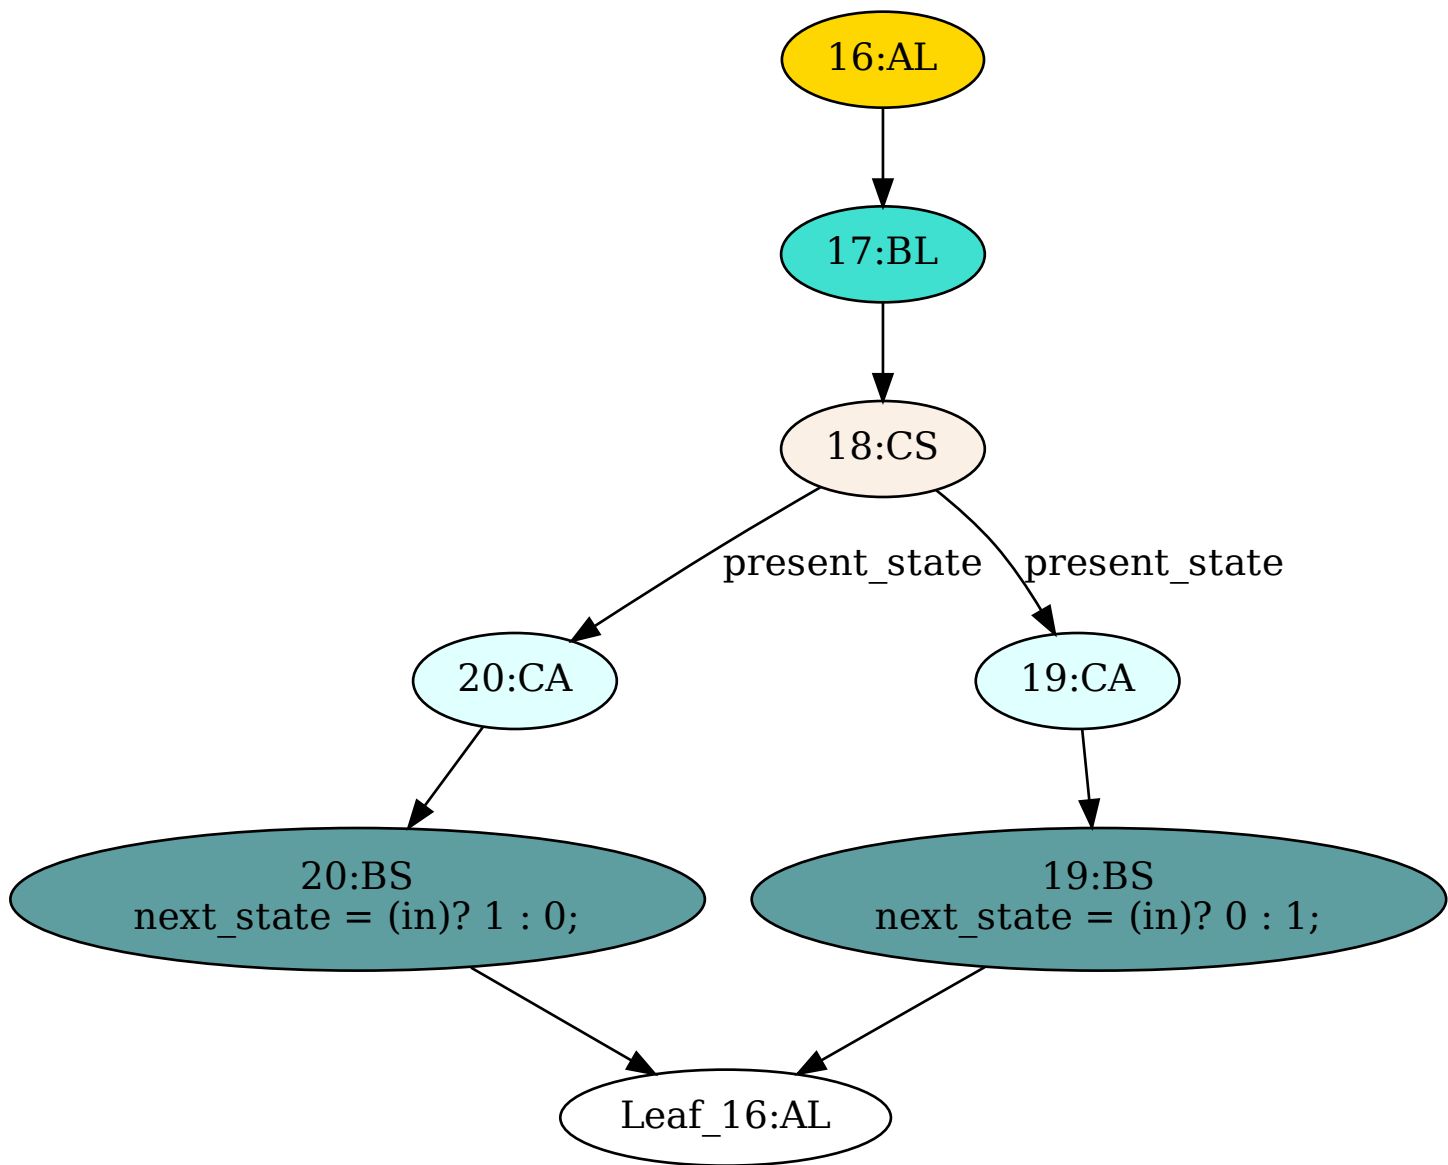 16:AL
17:BL
18:CS
present_state
present_state
20:CA
19:CA
20:BS
next_state = (in)? 1 : 0;
19:BS
next_state = (in)? 0 : 1;
Leaf_16:AL